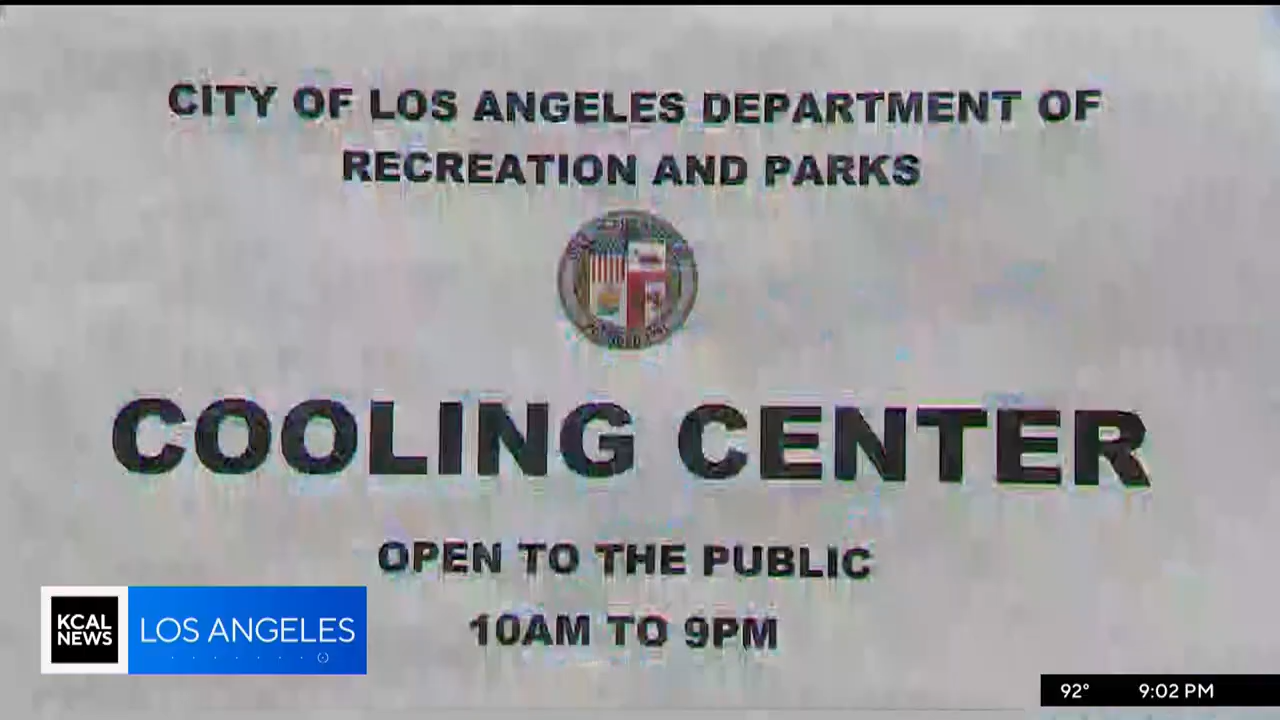 CITY OF LOS ANGELES DEPARTMENT OF
RECREATION AND PARKS
COOLING CENTER
OPEN TO THE PUBLIC
10AM TO 9PM
KCAL
NEWS
LOS ANGELES
92° 9:02 PM